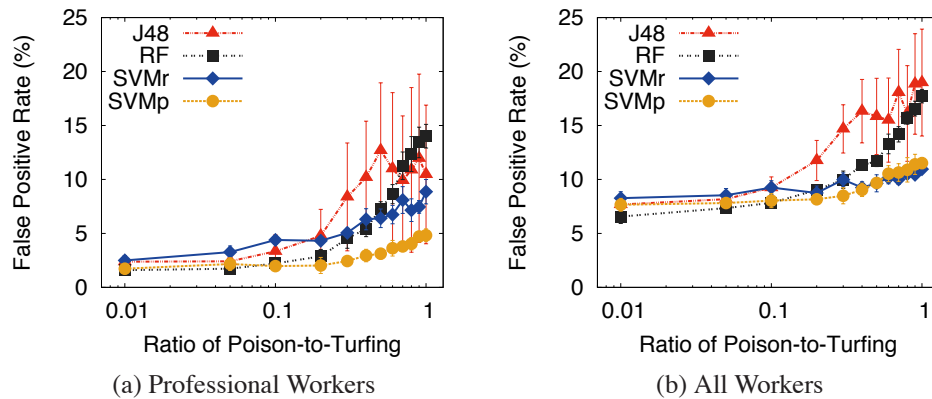 25
20
15
10
5
0
False Positive Rate (%)
J48
RF
SVMr
SVMp
0.01
0.1
1
Ratio of Poison-to-Turfing
(a) Professional Workers
25
20
15
10
5
0
False Positive Rate (%)
J48
RF
SVMr
SVMp
0.01
0.1
1
Ratio of Poison-to-Turfing
(b) All Workers